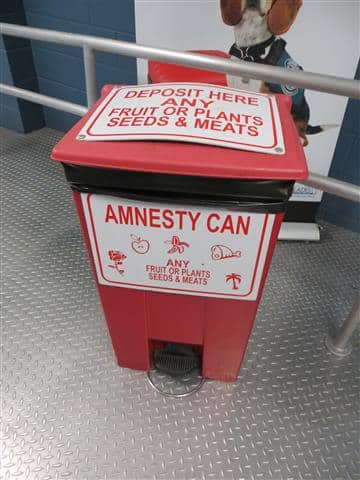 DEPOSIT HERE
ANY
FRUIT OR PLANTS
SEEDS & MEATS
AMNESTY CAN
ANY
FRUIT OR PLANTS
SEEDS & MEATS